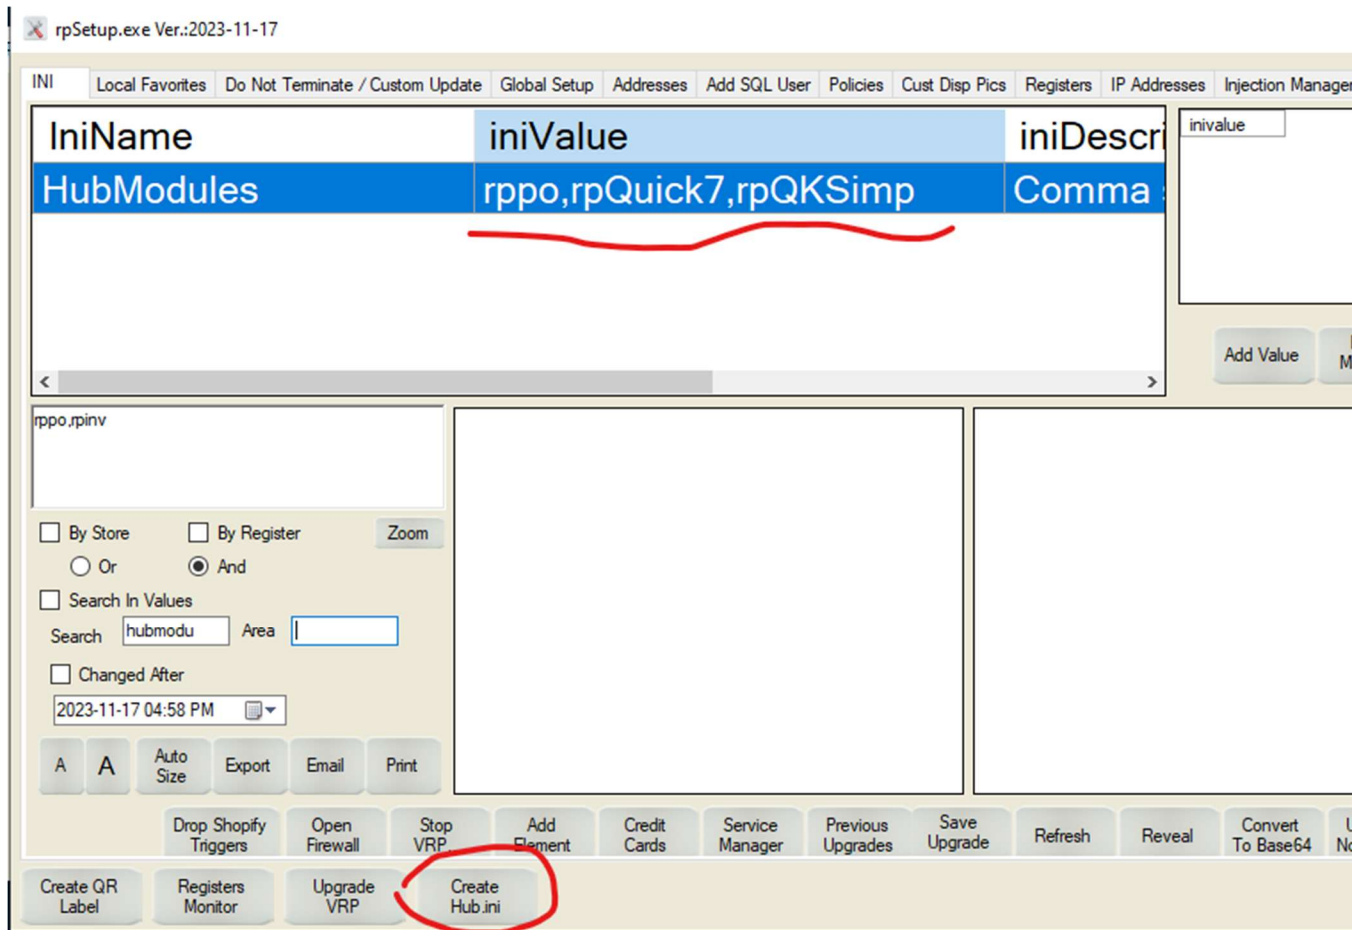 rpSetup.exe Ver.:2023-11-17
INI Local Favorites Do Not Terminate / Custom Update Global Setup Addresses Add SQL User Policies Cust Disp Pics Registers IP Addresses Injection Manager
IniName iniValue iniDescri
HubModules rppo,rpQuick7,rpQKSimp Comma
inivalue
Add Value
rppo,rpinv
By Store By Register Zoom
Or And
Search In Values
Search hubmodu Area
Changed After
2023-11-17 04:58 PM
A A Auto Size Export Email Print
Drop Shopify Triggers Open Firewall Stop VRP Add Element Credit Cards Service Manager Previous Upgrades Save Upgrade Refresh Reveal Convert To Base64
Create QR Label Registers Monitor Upgrade VRP Create Hub.ini